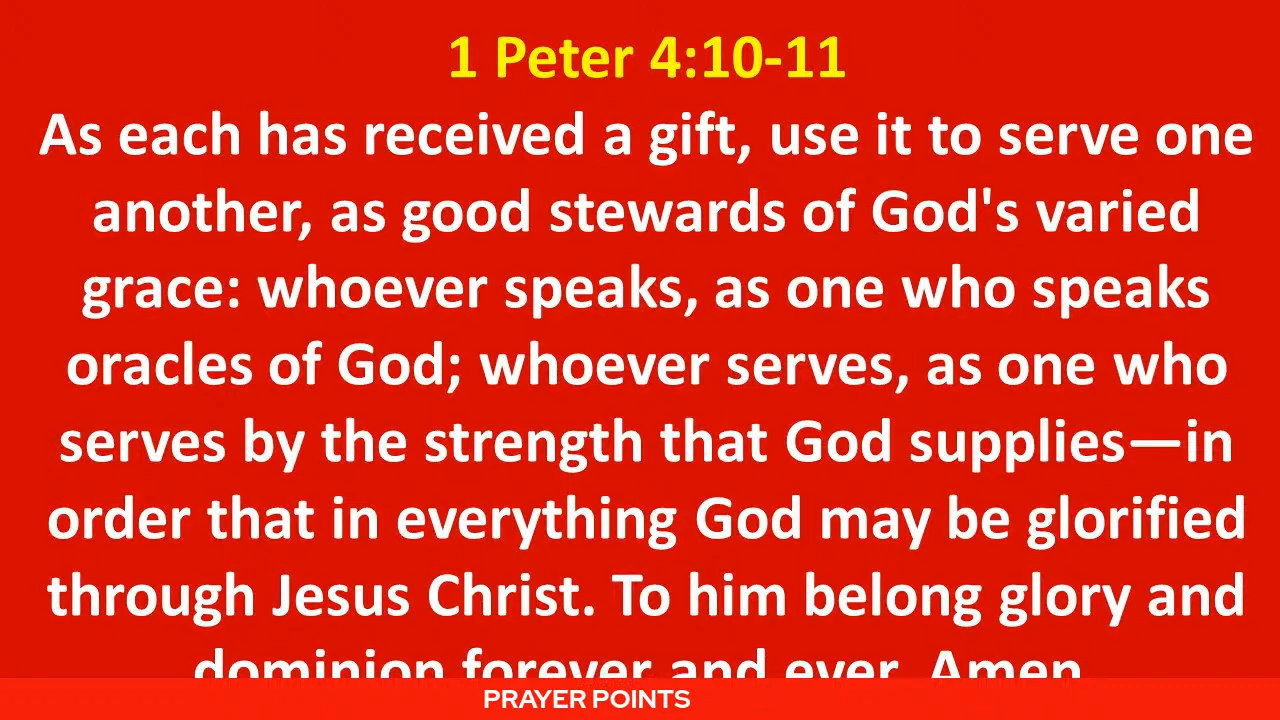 1 Peter 4:10-11
As each has received a gift, use it to serve one
another, as good stewards of God's varied
grace: whoever speaks, as one who speaks
oracles of God; whoever serves, as one who
serves by the strength that God supplies—in
order that in everything God may be glorified
through Jesus Christ. To him belong glory and
dominion forever and ever. Amen.
PRAYER POINTS